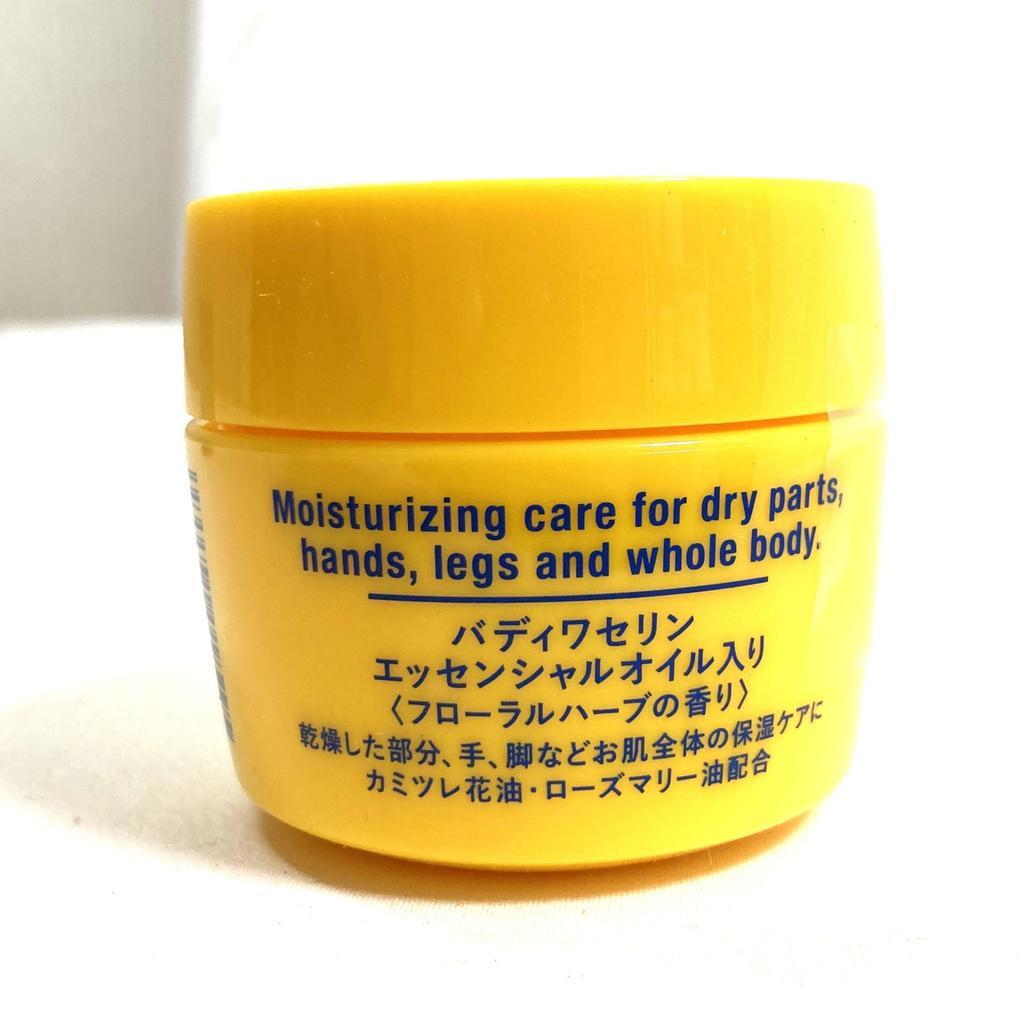 Moisturizing care for dry parts,
hands, legs and whole body.
バディワセリン
エッセンシャルオイル入り
〈フローラルハーブの香り〉
乾燥した部分、手、脚などお肌全体の保湿ケアに
カミツレ花油・ローズマリー油配合